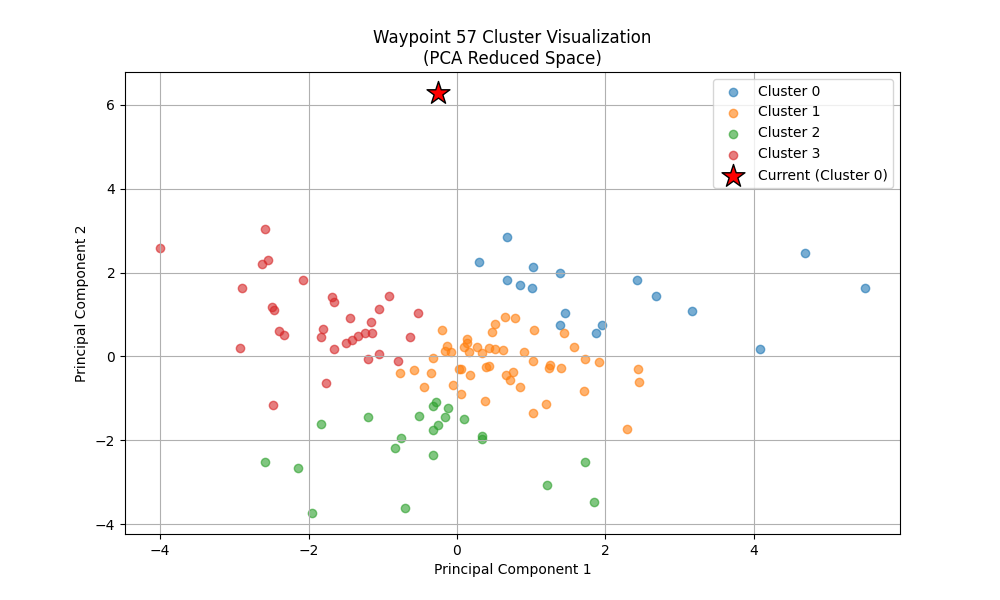 Waypoint 57 Cluster Visualization
(PCA Reduced Space)
Cluster 0
Cluster 1
Cluster 2
Cluster 3
Current (Cluster 0)
Principal Component 2
6
4
2
0
−2
−4
−4
−2
0
2
4
Principal Component 1